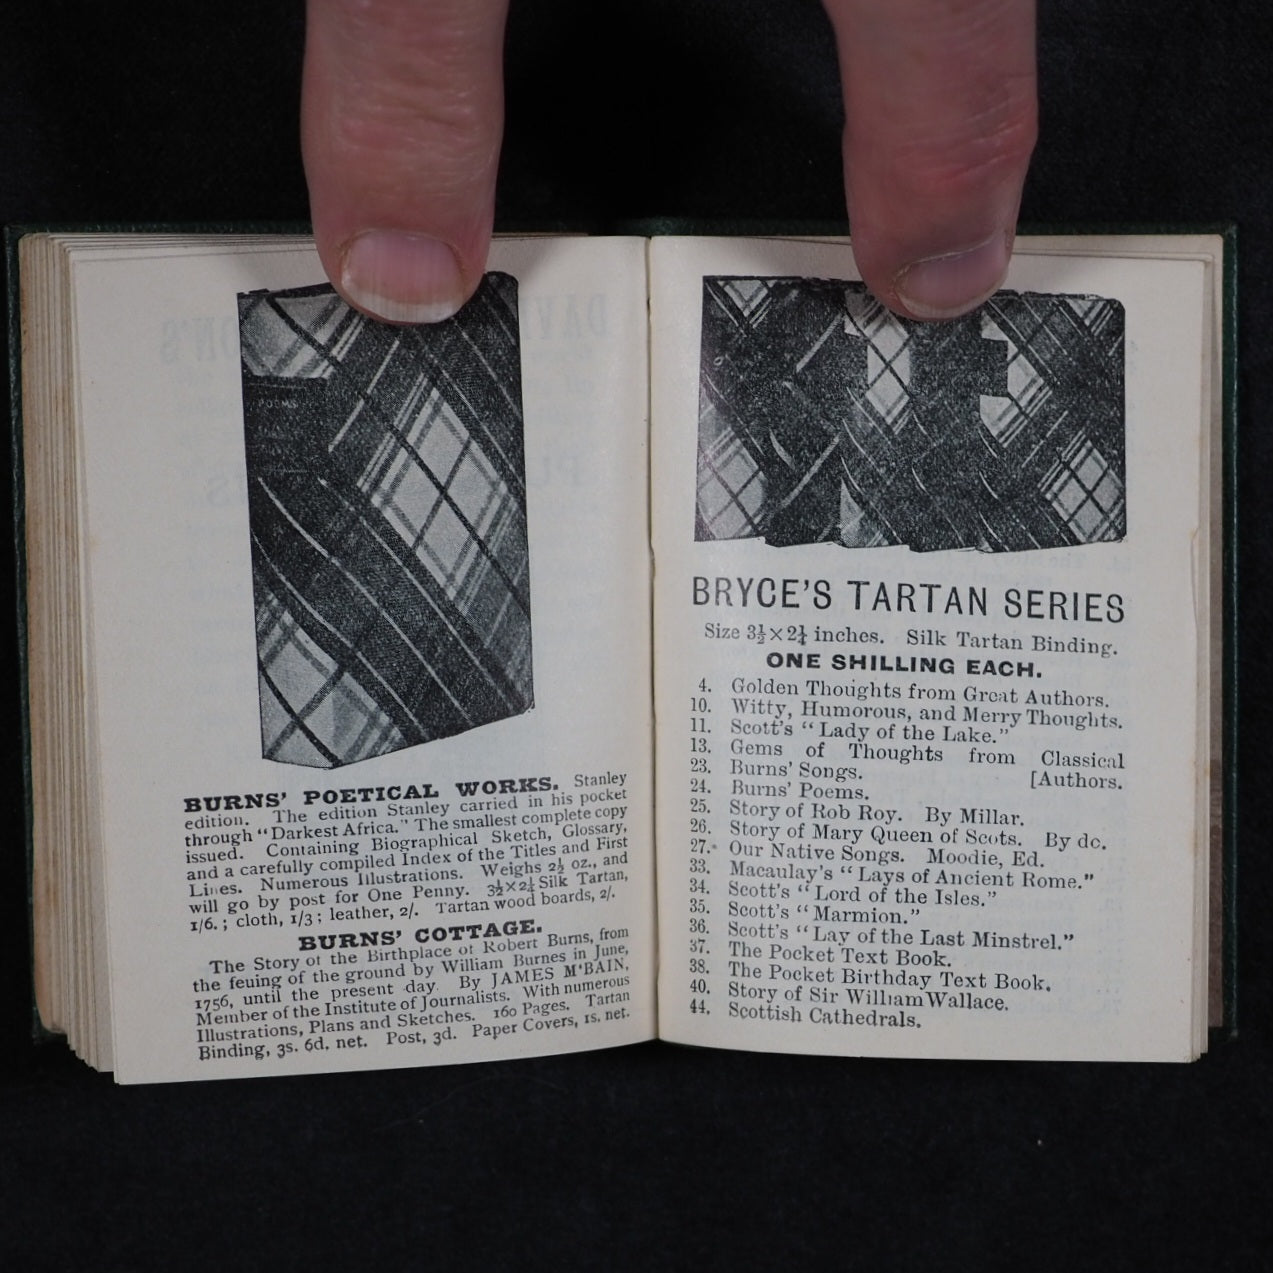 POEMS
BURNS' POETICAL WORKS. Stanley
edition. The edition Stanley carried in his pocket
through "Darkest Africa." The smallest complete copy
issued. Containing Biographical Sketch, Glossary,
and a carefully compiled Index of the Titles and First
Lines. Numerous Illustrations. Weighs 2½ oz., and
will go by post for One Penny. 3½×2¼ Silk Tartan,
1/6.; cloth, 1/3; leather, 2/. Tartan wood boards, 2/.
BURNS' COTTAGE.
The Story of the Birthplace of Robert Burns, from
the feuing of the ground by William Burnes in June,
1756, until the present day. By JAMES M'BAIN,
Member of the Institute of Journalists. With numerous
Illustrations, Plans and Sketches. 160 Pages. Tartan
Binding, 3s. 6d. net. Post, 3d. Paper Covers, 1s. net.
BRYCE'S TARTAN SERIES
Size 3½×2¼ inches. Silk Tartan Binding.
ONE SHILLING EACH.
4. Golden Thoughts from Great Authors.
10. Witty, Humorous, and Merry Thoughts.
11. Scott's "Lady of the Lake."
13. Gems of Thoughts from Classical
23. Burns' Songs. [Authors.
24. Burns' Poems.
25. Story of Rob Roy. By Millar.
26. Story of Mary Queen of Scots. By do.
27. Our Native Songs. Moodie, Ed.
33. Macaulay's "Lays of Ancient Rome."
34. Scott's "Lord of the Isles."
35. Scott's "Marmion."
36. Scott's "Lay of the Last Minstrel."
37. The Pocket Text Book.
38. The Pocket Birthday Text Book.
40. Story of Sir William Wallace.
44. Scottish Cathedrals.